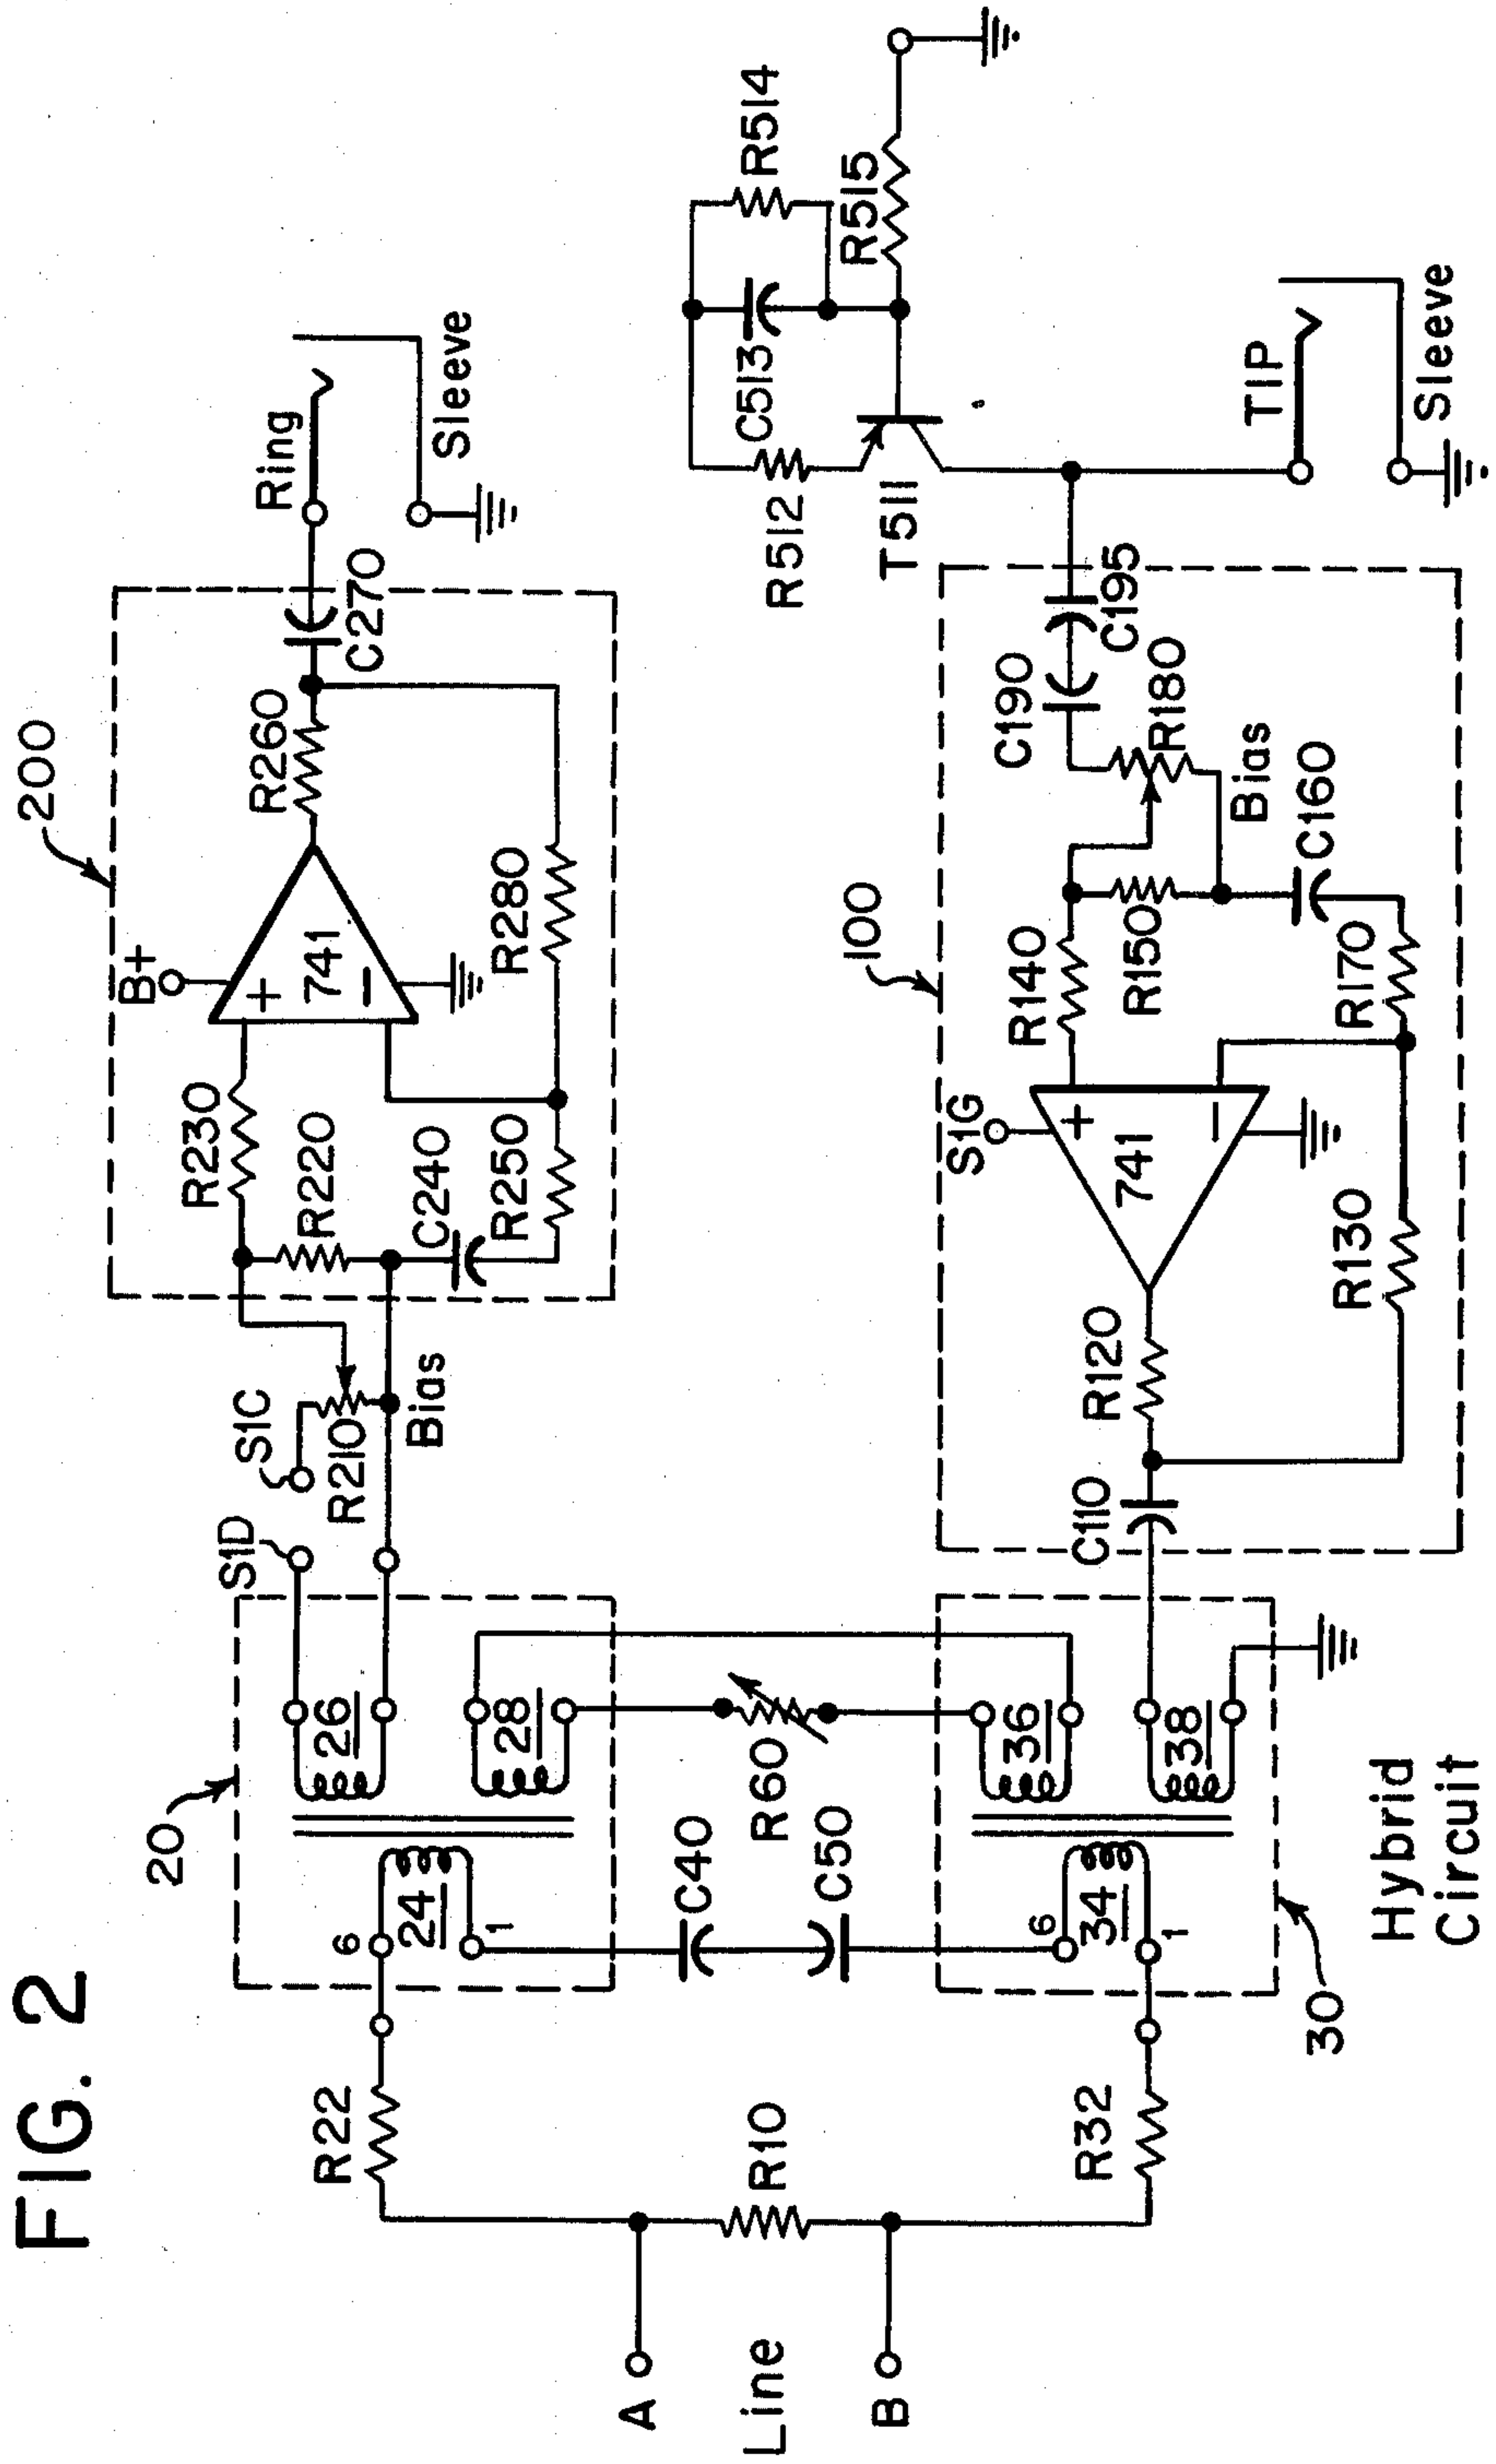 FIG. 2
200
B+
R260
Ring
R230
741
C270
Sleeve
R220
R280
C240
R250
S1C
S1D
R210
Bias
20
26
28
6
24
1
R22
C40
R60
C50
A
Line
R10
B
R32
6
34
1
36
38
30
Hybrid
Circuit
100
S1G
R140
C190
C195
R180
Bias
R150
C160
R170
741
R120
R130
C110
R514
C513
R515
R512
T511
TIP
Sleeve